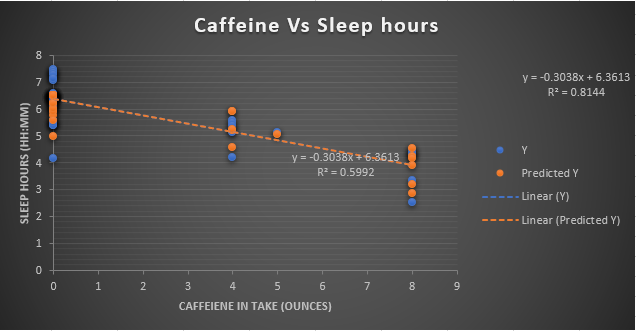 Caffeine Vs Sleep hours
8
7
6
5
4
3
2
1
0
SLEEP HOURS (HH:MM)
0 1 2 3 4 5 6 7 8 9
CAFFEIENE IN TAKE (OUNCES)
y = -0.3038x + 6.3613
R² = 0.5992
y = -0.3038x + 6.3613
R² = 0.8144
Y
Predicted Y
Linear (Y)
Linear (Predicted Y)